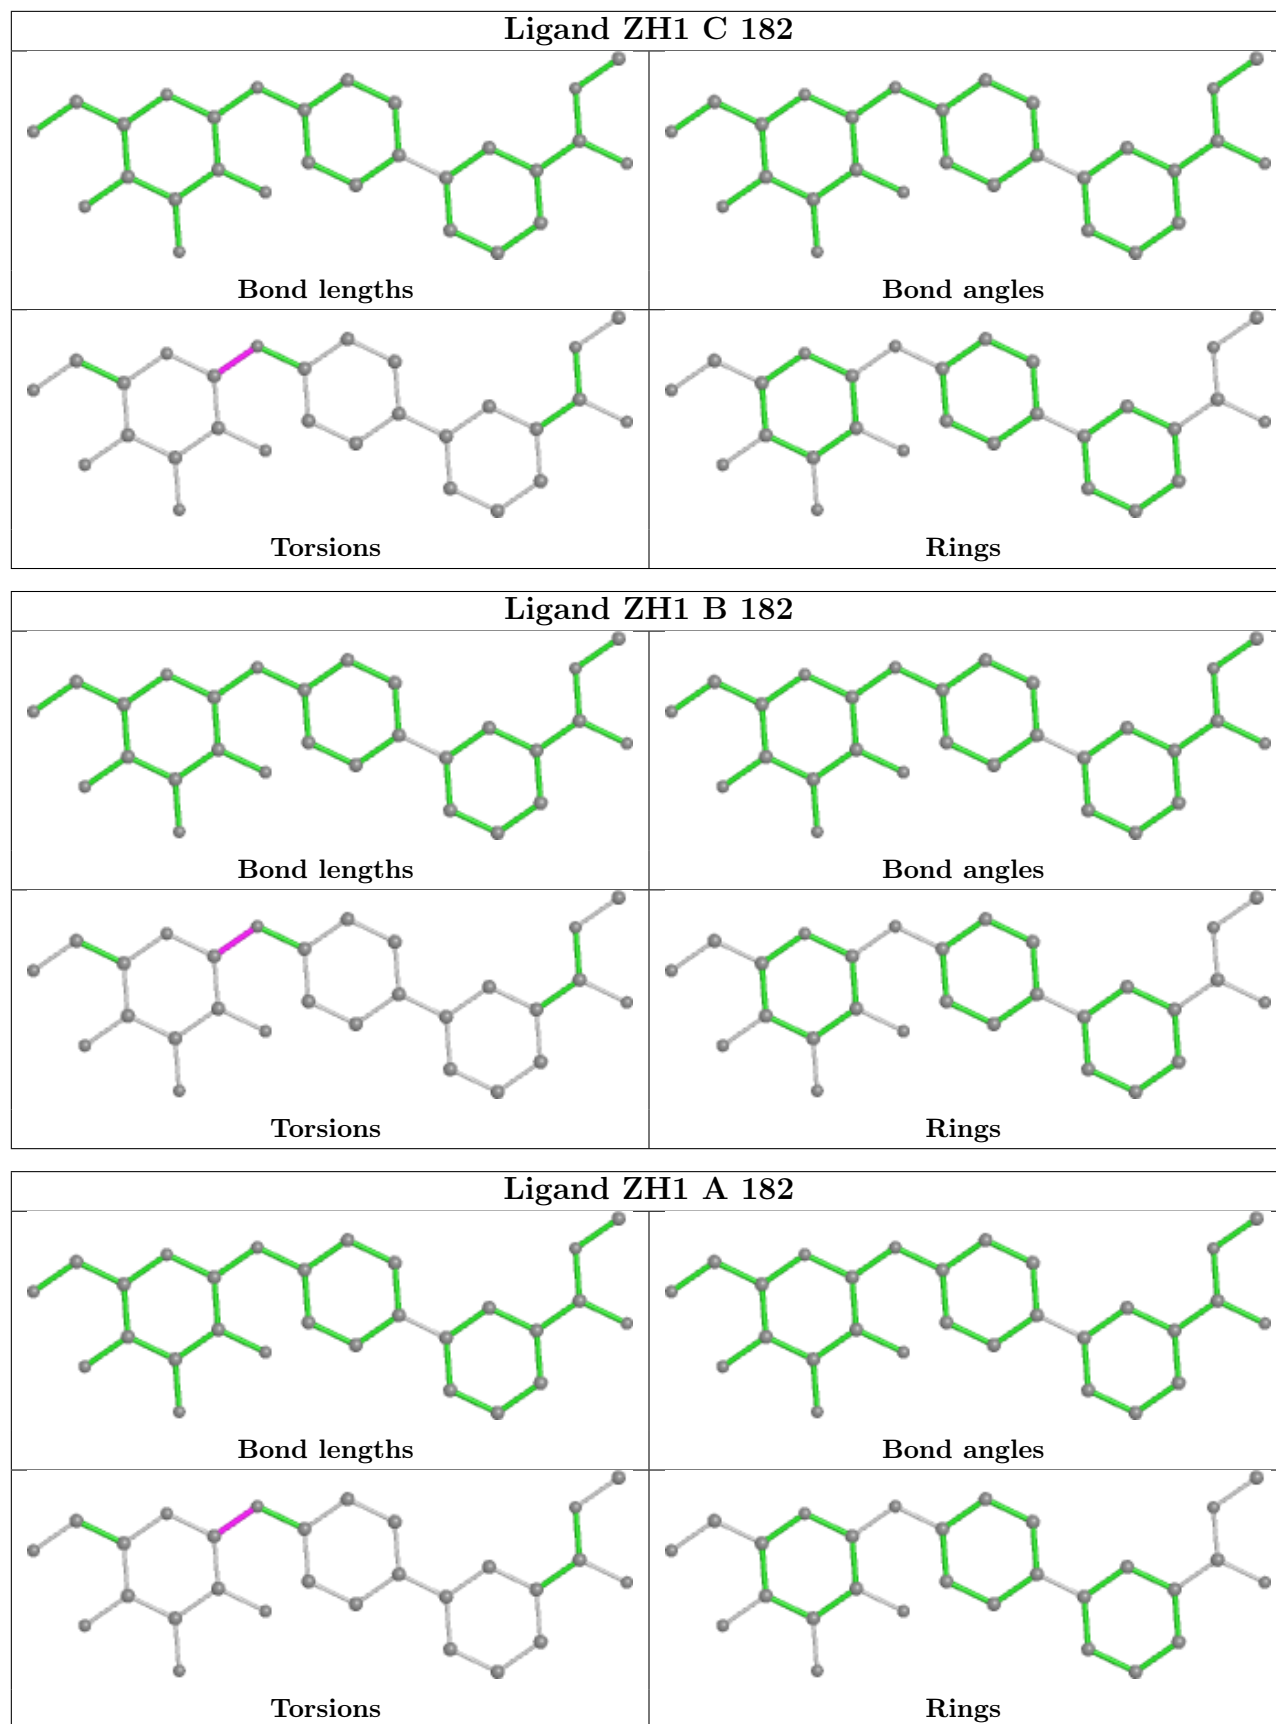 Ligand ZH1 C 182
Bond lengths
Bond angles
Torsions
Rings
Ligand ZH1 B 182
Bond lengths
Bond angles
Torsions
Rings
Ligand ZH1 A 182
Bond lengths
Bond angles
Torsions
Rings